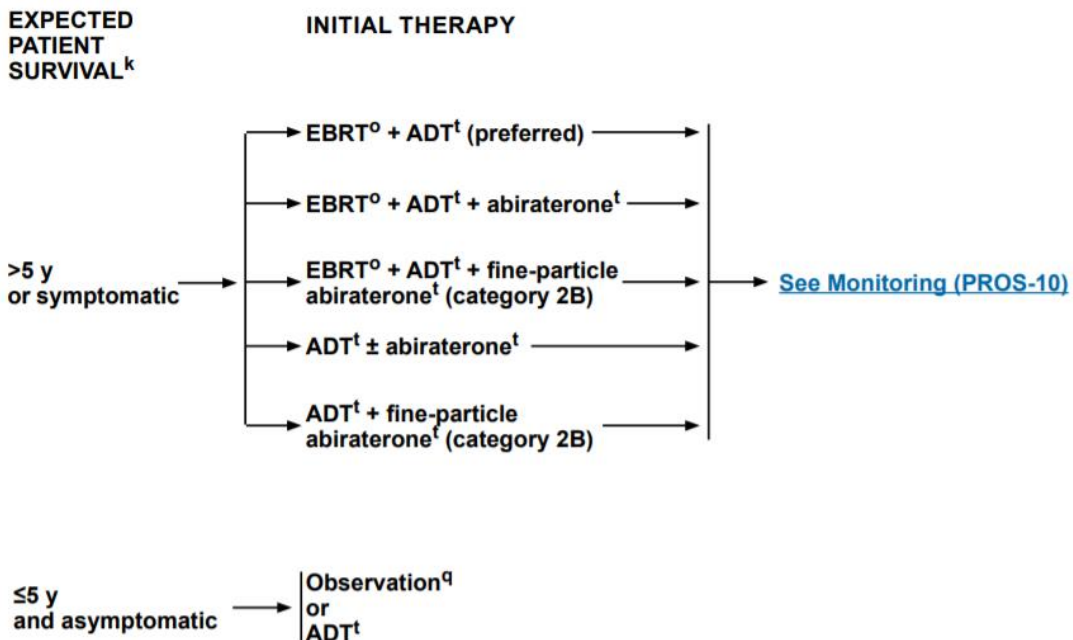 EXPECTED
PATIENT
SURVIVALᵏ
INITIAL THERAPY
EBRTᵒ + ADTᵗ (preferred)
EBRTᵒ + ADTᵗ + abirateroneᵗ
>5 y
or symptomatic
EBRTᵒ + ADTᵗ + fine-particle
abirateroneᵗ (category 2B)
See Monitoring (PROS-10)
ADTᵗ ± abirateroneᵗ
ADTᵗ + fine-particle
abirateroneᵗ (category 2B)
≤5 y
and asymptomatic
Observation^q
or
ADTᵗ